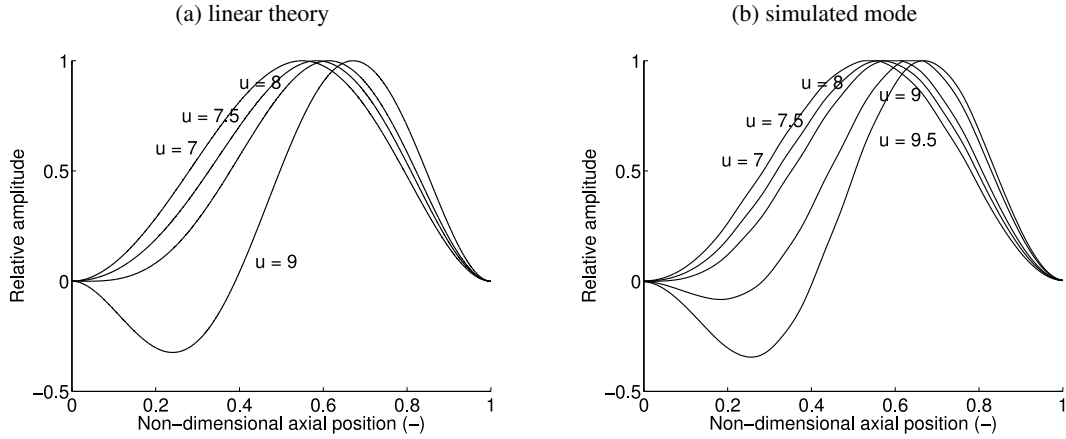 (a) linear theory
1
u = 8
u = 7.5
u = 7
0.5
u = 9
0
−0.5
Relative amplitude
0
0.2
0.4
0.6
0.8
1
Non−dimensional axial position (−)
(b) simulated mode
1
u = 8
u = 9
u = 7.5
u = 9.5
u = 7
0.5
0
−0.5
Relative amplitude
0
0.2
0.4
0.6
0.8
1
Non−dimensional axial position (−)